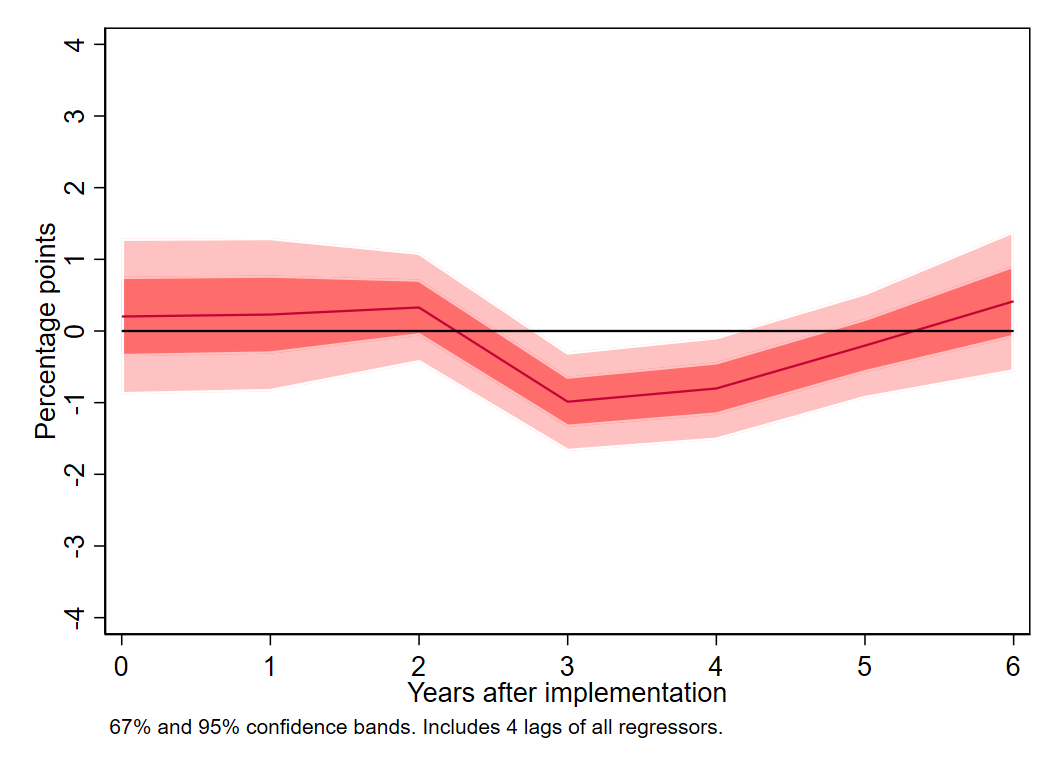 4
3
2
1
0
-1
-2
-3
-4
Percentage points
0 1 2 3 4 5 6
Years after implementation
67% and 95% confidence bands. Includes 4 lags of all regressors.